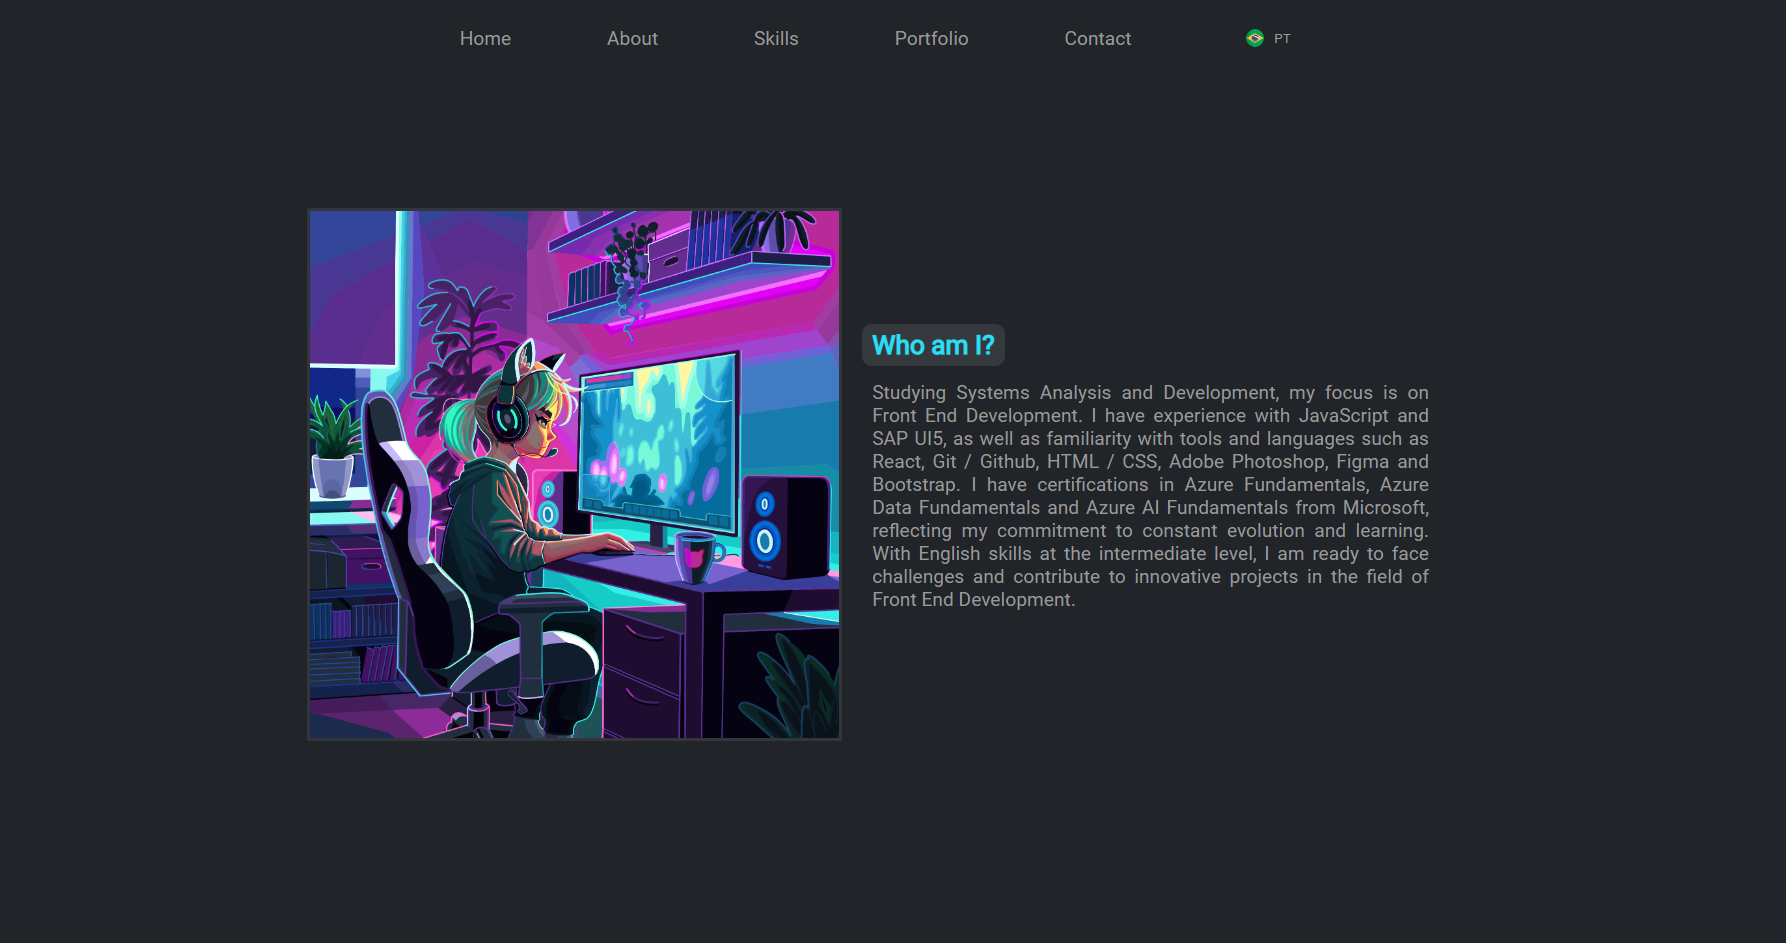 Home About Skills Portfolio Contact PT
Who am I?
Studying Systems Analysis and Development, my focus is on
Front End Development. I have experience with JavaScript and
SAP UI5, as well as familiarity with tools and languages such as
React, Git / Github, HTML / CSS, Adobe Photoshop, Figma and
Bootstrap. I have certifications in Azure Fundamentals, Azure
Data Fundamentals and Azure AI Fundamentals from Microsoft,
reflecting my commitment to constant evolution and learning.
With English skills at the intermediate level, I am ready to face
challenges and contribute to innovative projects in the field of
Front End Development.